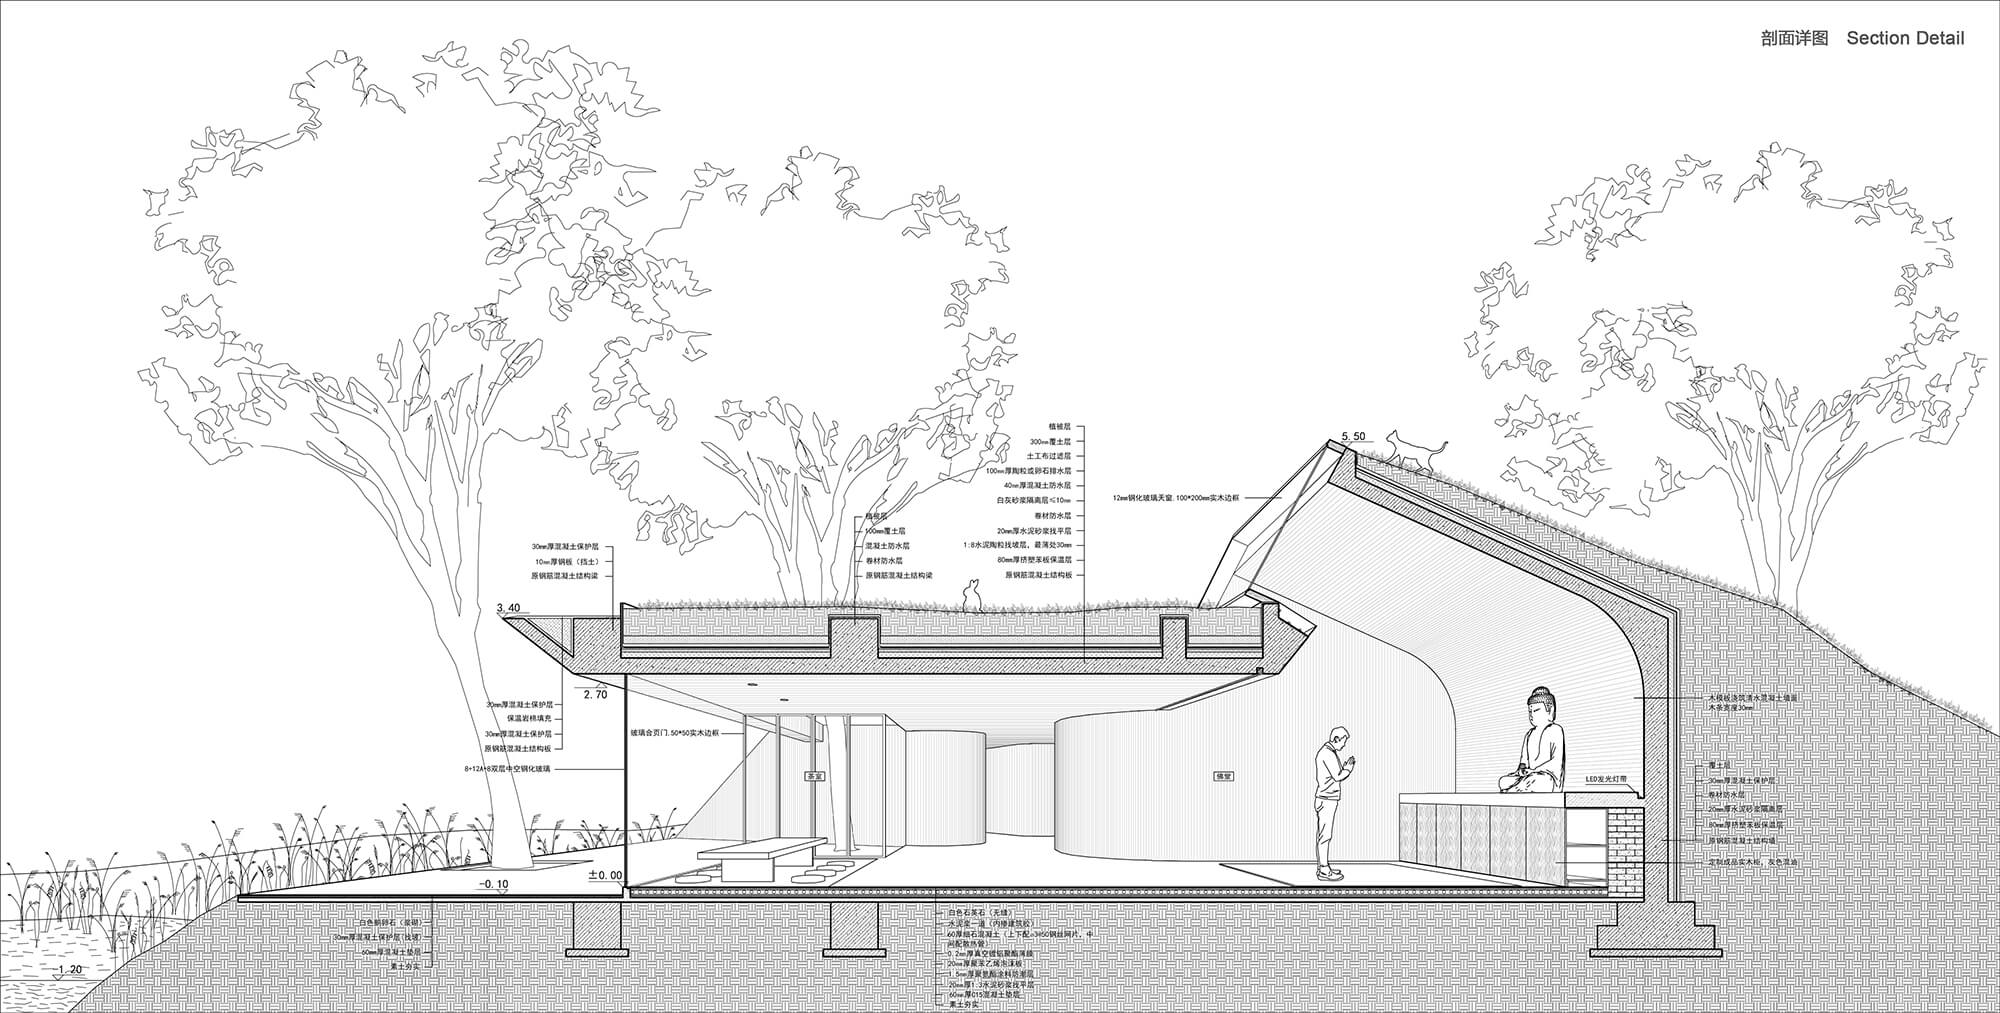 剖面详图 Section Detail
5.50
植被层
300mm覆土层
土工布过滤层
100mm厚陶粒或卵石排水层
40mm厚混凝土防水层
白灰砂浆隔离层≤10mm
卷材防水层
20mm厚水泥砂浆找平层
1:8水泥陶粒找坡层，最薄处30mm
80mm厚挤塑苯板保温层
原钢筋混凝土结构板
12mm钢化玻璃天窗.100*200mm实木边框
植被层
100mm覆土层
混凝土防水层
卷材防水层
原钢筋混凝土结构梁
30mm厚混凝土保护层
10mm厚钢板（挡土）
原钢筋混凝土结构梁
3.40
2.70
30mm厚混凝土保护层
保温岩棉填充
30mm厚混凝土保护层
原钢筋混凝土结构板
8+12A+8双层中空钢化玻璃
玻璃合页门.50*50实木边框
茶室
佛堂
LED发光灯带
木模板浇筑清水混凝土墙面
木条宽度30mm
覆土层
30mm厚混凝土保护层
卷材防水层
20mm厚水泥砂浆隔离层
80mm厚挤塑苯板保温层
原钢筋混凝土结构墙
定制成品实木柜，灰色混油
±0.00
-0.10
-1.20
白色鹅卵石（浆砌）
30mm厚混凝土保护层(找坡)
60mm厚混凝土垫层
素土夯实
白色石英石（无缝）
水泥浆一道（内掺建筑胶）
60厚细石混凝土（上下配
钢丝网片，中
间配散热管）
0.2mm厚真空镀铝聚酯薄膜
20mm厚聚苯乙烯泡沫板
1.5mm厚聚氨酯涂料防潮层
20mm厚1:3水泥砂浆找平层
60mm厚C15混凝土垫层
素土夯实